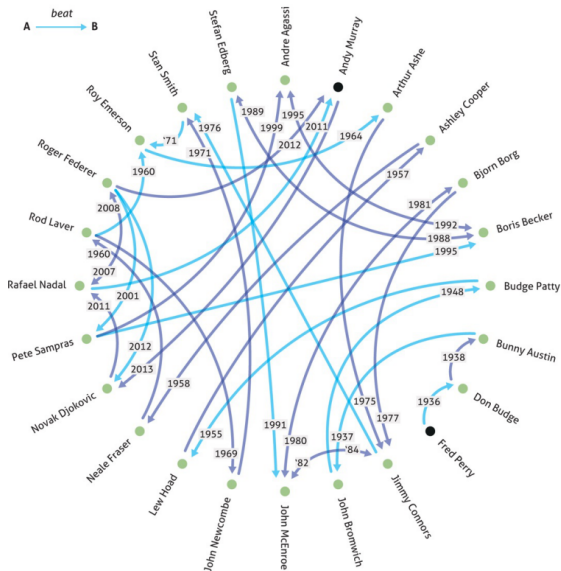 beat
A B
Stefan Edberg
Andre Agassi
Andy Murray
Arthur Ashe
Ashley Cooper
Bjorn Borg
Boris Becker
Budge Patty
Bunny Austin
Don Budge
Fred Perry
Jimmy Connors
John Bromwich
John McEnroe
John Newcombe
Lew Hoad
Neale Fraser
Novak Djokovic
Pete Sampras
Rafael Nadal
Rod Laver
Roger Federer
Roy Emerson
Stan Smith
1989
1995
1999
2011
1976
'71
1971
2012
1964
1960
1957
2008
1981
1992
1988
1960
1995
2007
1948
2011
2001
1938
2012
2013
1936
1958
1975
1977
1955
1991
1937
1980
1969
'84
'82